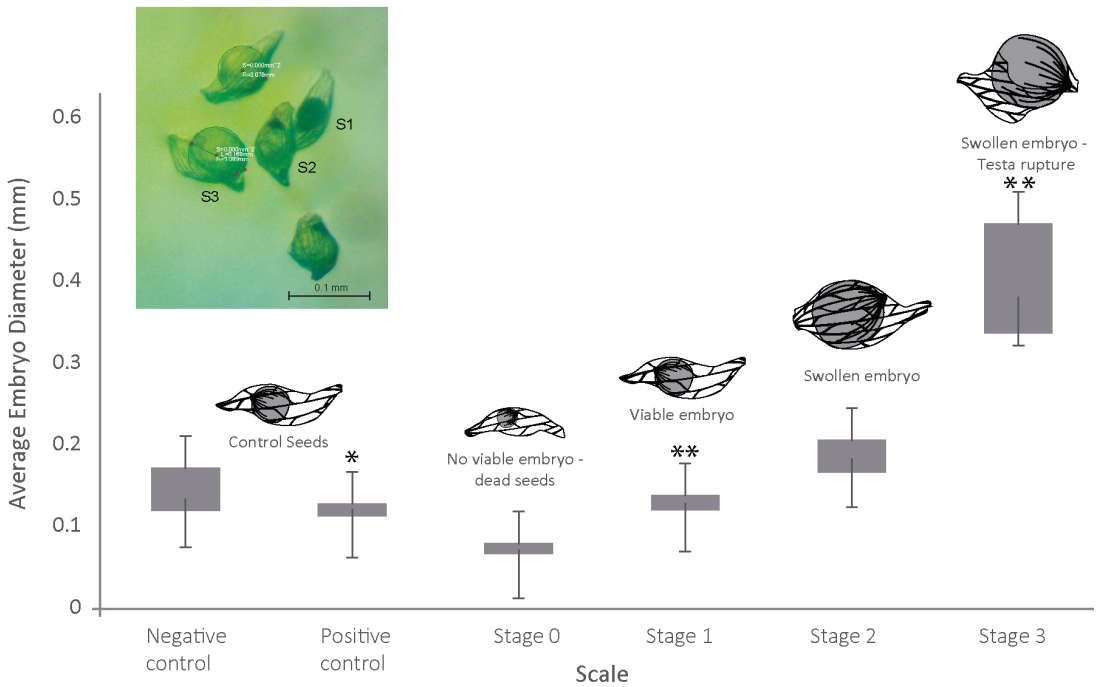 Average Embryo Diameter (mm)
0.6
0.5
0.4
0.3
0.2
0.1
0
S1
S2
S3
0.1 mm
Control Seeds
*
No viable embryo -
dead seeds
Viable embryo
**
Swollen embryo
Swollen embryo -
Testa rupture
**
Negative
control
Positive
control
Stage 0
Stage 1
Stage 2
Stage 3
Scale